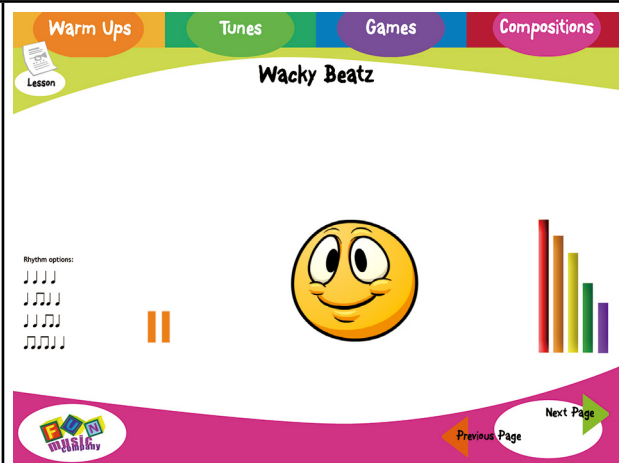 Warm Ups
Tunes
Games
Compositions
Lesson
Wacky Beatz
Rhythm options:
Next Page
Previous Page
FUN
music
company